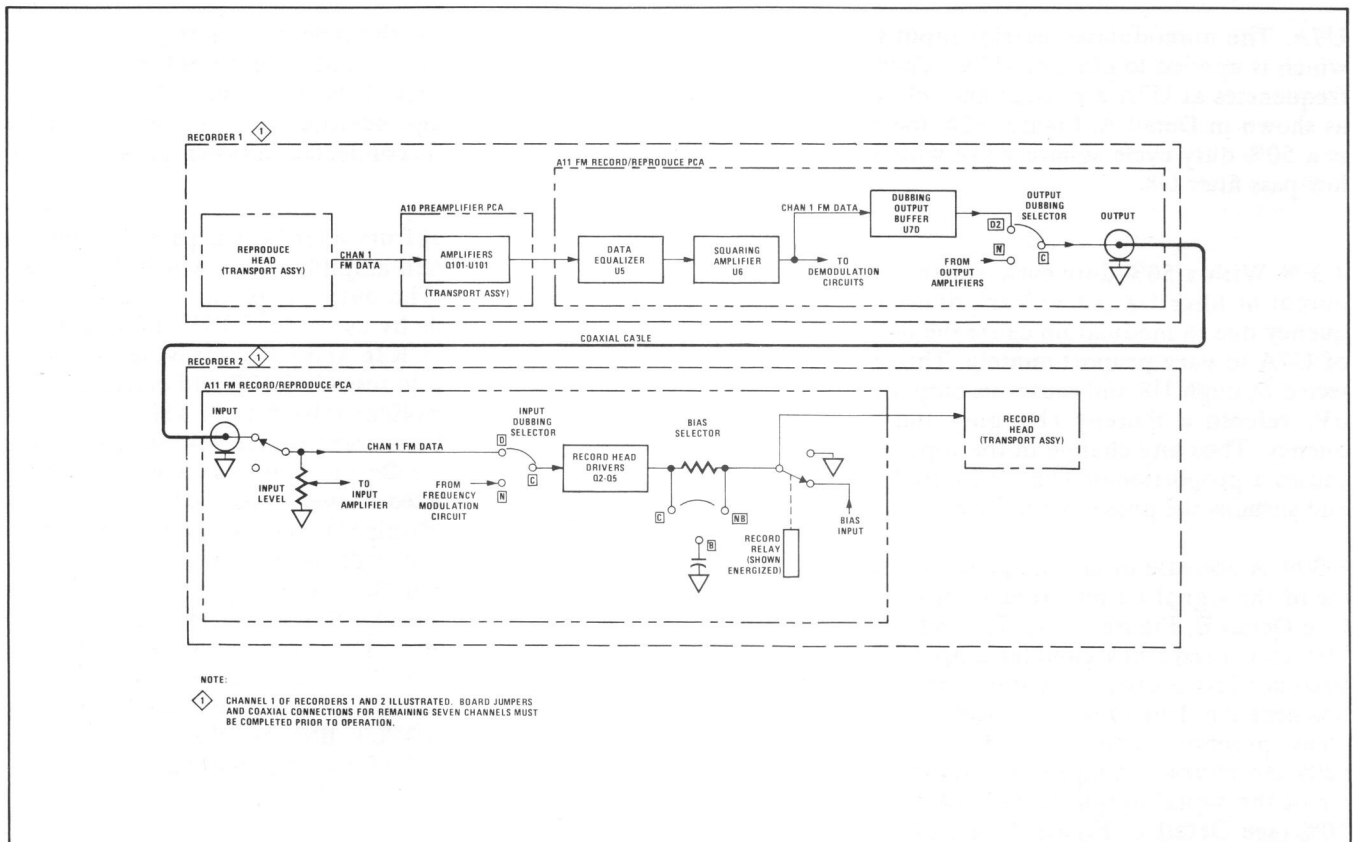 RECORDER 1 1
A11 FM RECORD/REPRODUCE PCA
A10 PREAMPLIFIER PCA
REPRODUCE
HEAD
(TRANSPORT ASSY)
CHAN 1
FM DATA
AMPLIFIERS
Q101-U101
(TRANSPORT ASSY)
DATA
EQUALIZER
U5
SQUARING
AMPLIFIER
U6
CHAN 1 FM DATA
TO
DEMODULATION
CIRCUITS
DUBBING
OUTPUT
BUFFER
U7D
OUTPUT
DUBBING
SELECTOR
D2
N
C
FROM
OUTPUT
AMPLIFIERS
OUTPUT
COAXIAL CABLE
RECORDER 2 1
A11 FM RECORD/REPRODUCE PCA
INPUT
INPUT
LEVEL
CHAN 1 FM DATA
TO
INPUT
AMPLIFIER
INPUT
DUBBING
SELECTOR
D
C
N
FROM
FREQUENCY
MODULATION
CIRCUIT
RECORD HEAD
DRIVERS
Q2-Q5
BIAS
SELECTOR
C
NB
B
RECORD
RELAY
(SHOWN
ENERGIZED)
BIAS
INPUT
RECORD
HEAD
(TRANSPORT ASSY)
NOTE:
1 CHANNEL 1 OF RECORDERS 1 AND 2 ILLUSTRATED. BOARD JUMPERS
AND COAXIAL CONNECTIONS FOR REMAINING SEVEN CHANNELS MUST
BE COMPLETED PRIOR TO OPERATION.